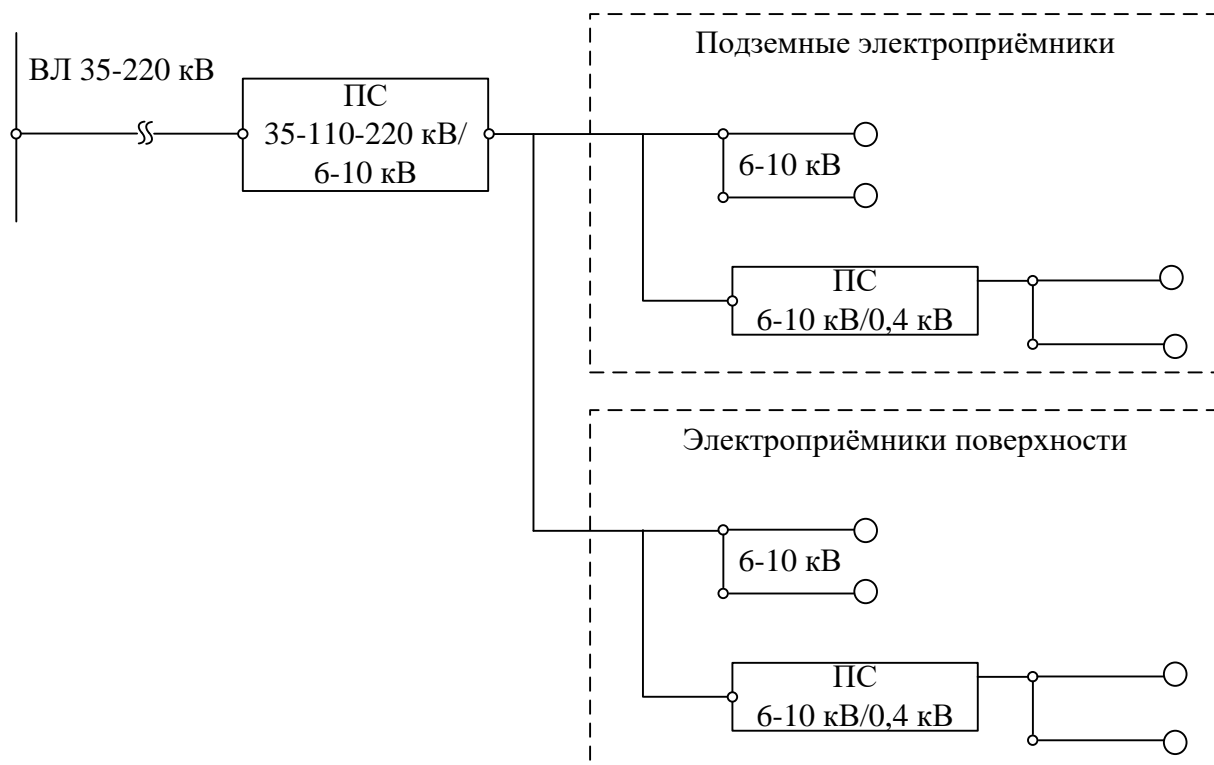 Подземные электроприёмники
ВЛ 35-220 кВ
ПС
35-110-220 кВ/
6-10 кВ
6-10 кВ
ПС
6-10 кВ/0,4 кВ
Электроприёмники поверхности
6-10 кВ
ПС
6-10 кВ/0,4 кВ